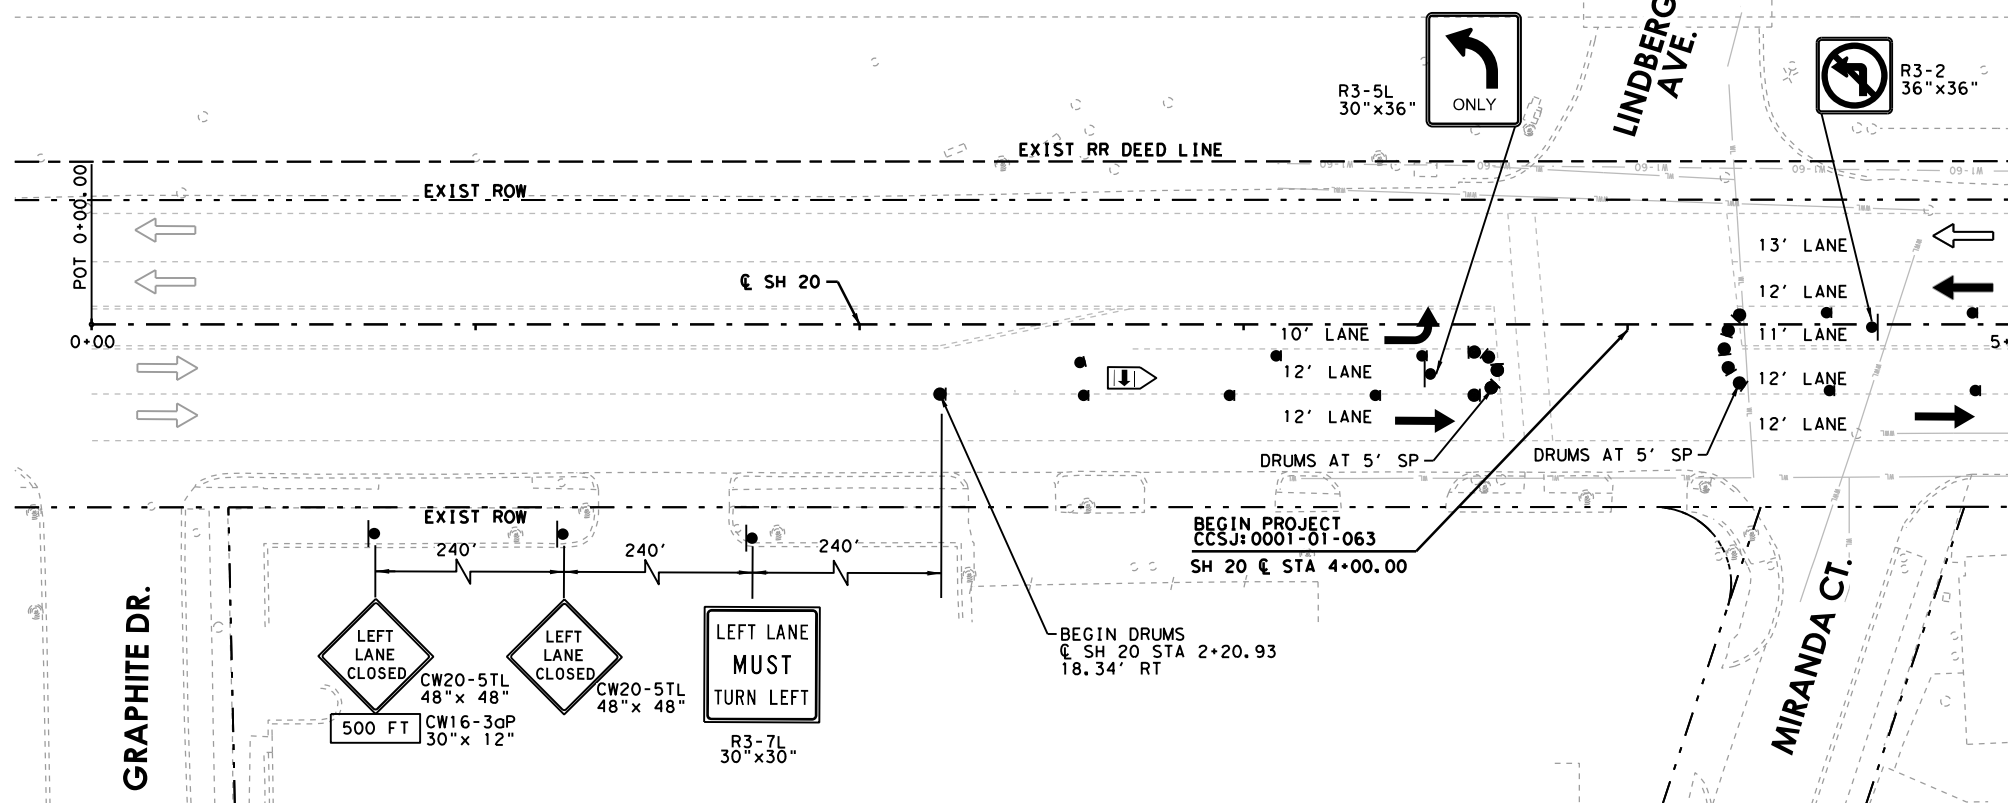 LINDBERG
AVE.
R3-5L
30"x36"
ONLY
R3-2
36"x36"
EXIST RR DEED LINE
EXIST ROW
POT 0+00.00
0+00
℄ SH 20
10' LANE
12' LANE
12' LANE
13' LANE
12' LANE
11' LANE
12' LANE
12' LANE
5+
DRUMS AT 5' SP
DRUMS AT 5' SP
EXIST ROW
BEGIN PROJECT
CCSJ:0001-01-063
SH 20 ℄ STA 4+00.00
240'
240'
240'
LEFT
LANE
CLOSED
CW20-5TL
48"x 48"
500 FT
CW16-3aP
30"x 12"
LEFT
LANE
CLOSED
CW20-5TL
48"x 48"
LEFT LANE
MUST
TURN LEFT
R3-7L
30"x30"
BEGIN DRUMS
℄ SH 20 STA 2+20.93
18.34' RT
GRAPHITE DR.
MIRANDA CT.